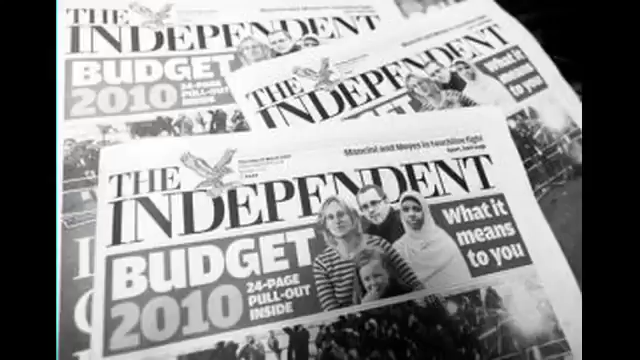 THE
INDEPENDENT
BUDGET
2010
24-PAGE
PULL-OUT
INSIDE
THE
INDEPENDENT
What it
means
to you
Mancini and Moyes in touchline fight
THE
INDEPENDENT
BUDGET
2010
24-PAGE
PULL-OUT
INSIDE
What it
means
to you